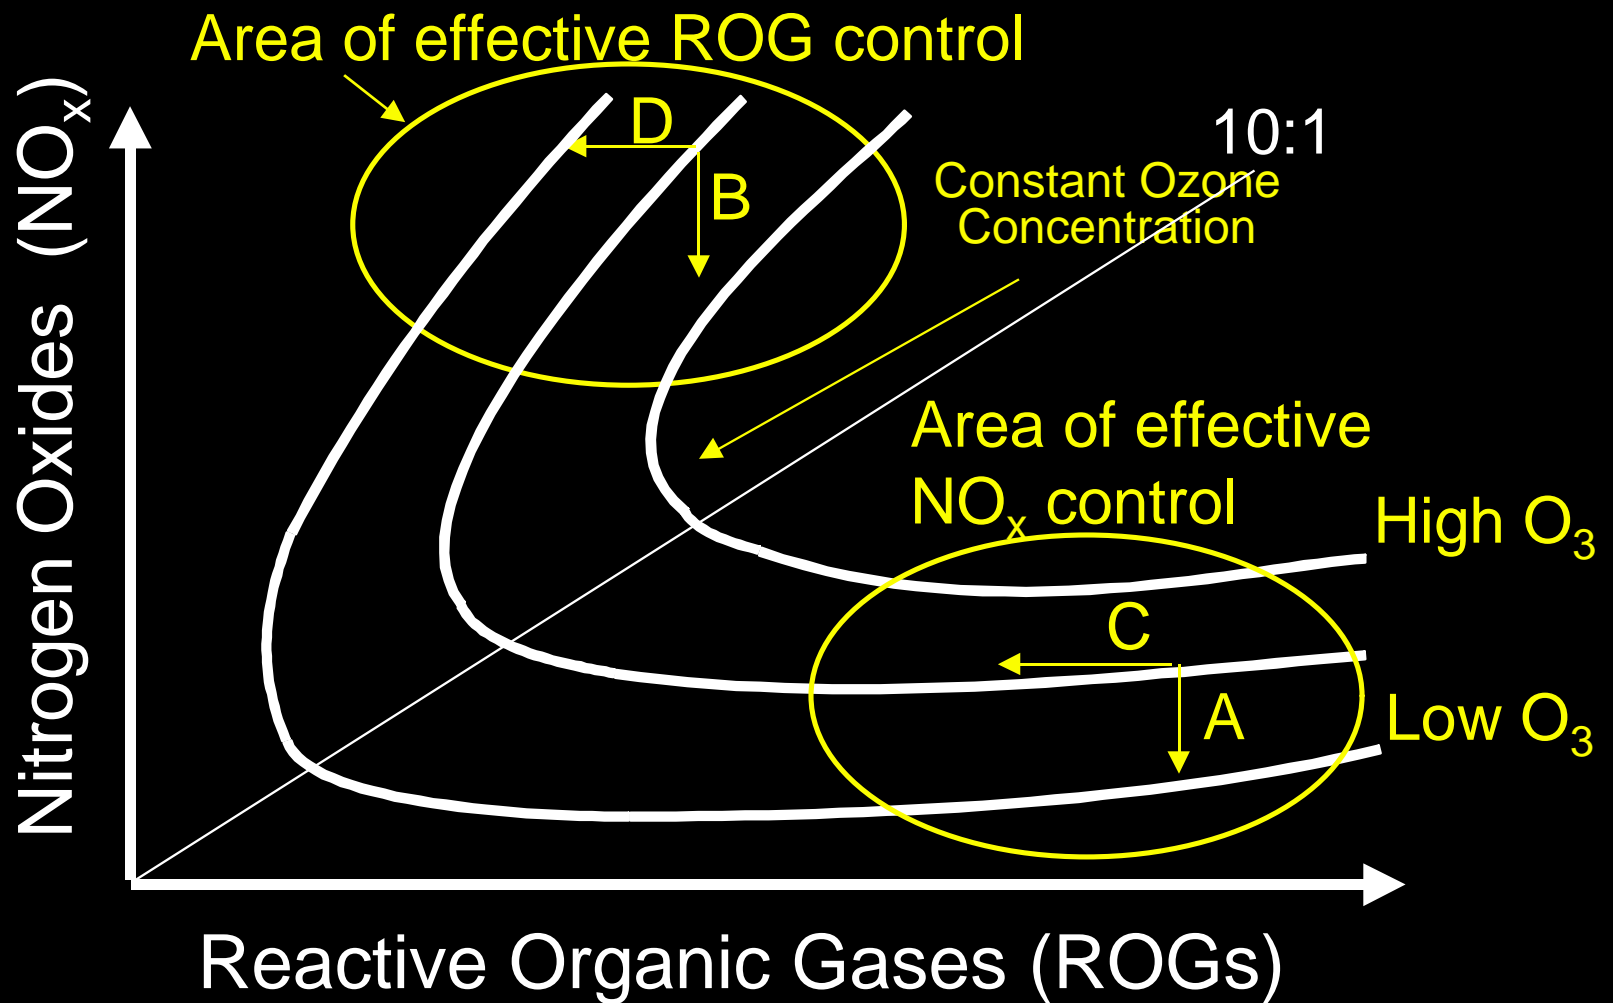 Area of effective ROG control
Nitrogen Oxides (NOx)
D
B
10:1
Constant Ozone
Concentration
Area of effective
NOx control
High O3
C
A
Low O3
Reactive Organic Gases (ROGs)